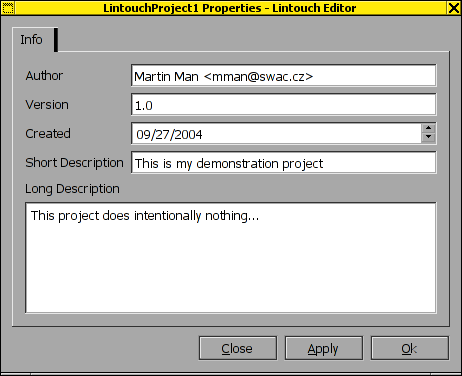 LintouchProject1 Properties - Lintouch Editor
Info
Author Martin Man <mman@swac.cz>
Version 1.0
Created 09/27/2004
Short Description This is my demonstration project
Long Description
This project does intentionally nothing...
Close Apply Ok